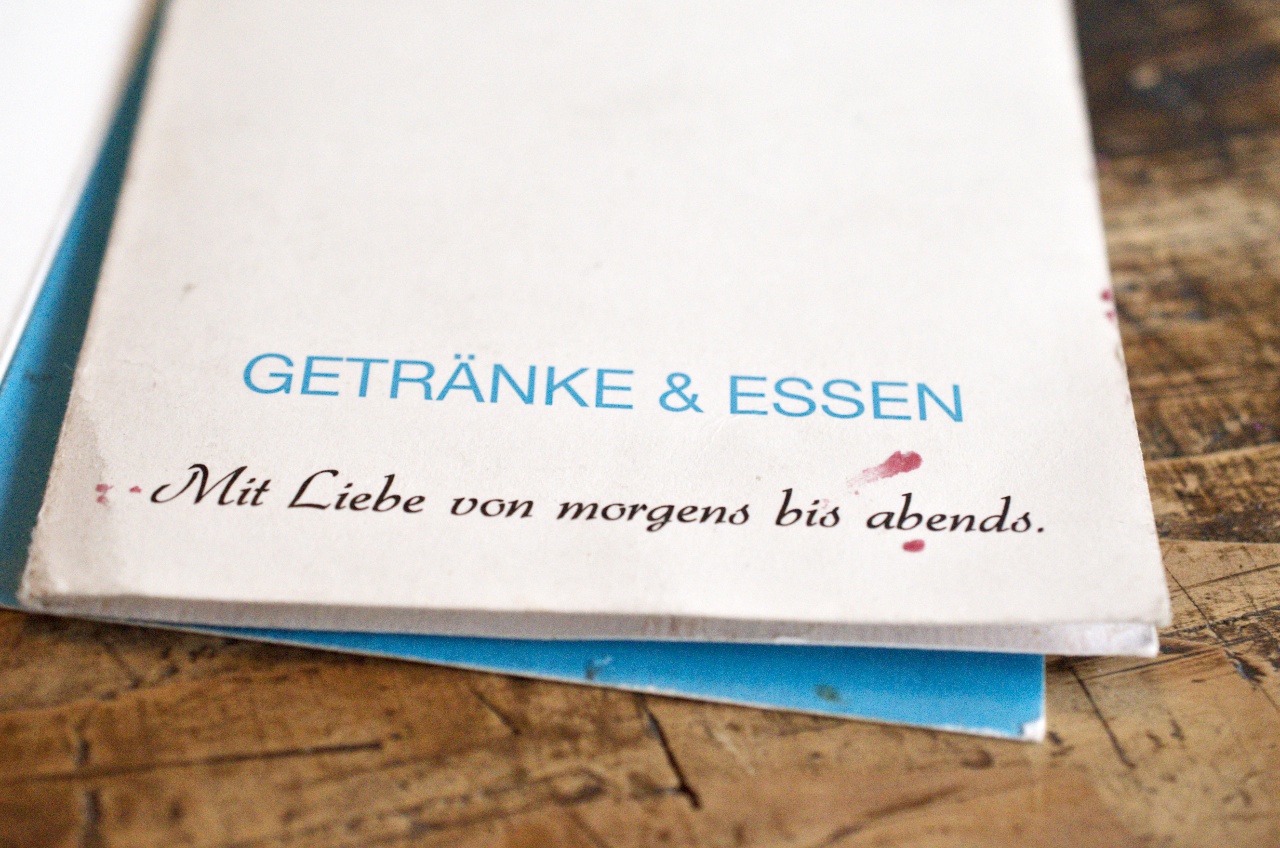 GETRÄNKE & ESSEN
Mit Liebe von morgens bis abends.